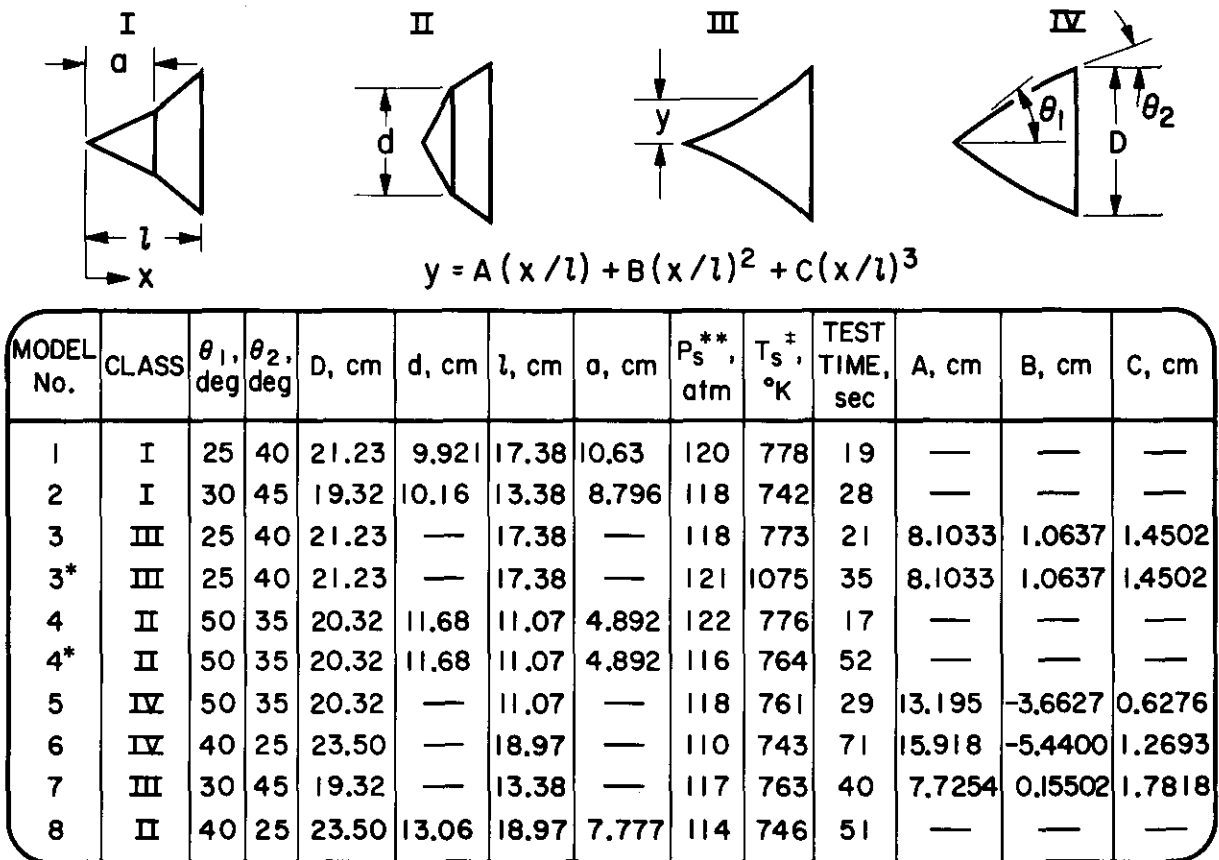 I II III IV
a d y θ₁ θ₂ D
l
x
y = A (x/l) + B(x/l)² + C(x/l)³
MODEL No. CLASS θ₁, deg θ₂, deg D, cm d, cm l, cm a, cm Pₛ**, atm Tₛ‡, °K TEST TIME, sec A, cm B, cm C, cm
1 I 25 40 21.23 9.921 17.38 10.63 120 778 19 — — —
2 I 30 45 19.32 10.16 13.38 8.796 118 742 28 — — —
3 III 25 40 21.23 — 17.38 — 118 773 21 8.1033 1.0637 1.4502
3* III 25 40 21.23 — 17.38 — 121 1075 35 8.1033 1.0637 1.4502
4 II 50 35 20.32 11.68 11.07 4.892 122 776 17 — — —
4* II 50 35 20.32 11.68 11.07 4.892 116 764 52 — — —
5 IV 50 35 20.32 — 11.07 — 118 761 29 13.195 -3.6627 0.6276
6 IV 40 25 23.50 — 18.97 — 110 743 71 15.918 -5.4400 1.2693
7 III 30 45 19.32 — 13.38 — 117 763 40 7.7254 0.15502 1.7818
8 II 40 25 23.50 13.06 18.97 7.777 114 746 51 — — —